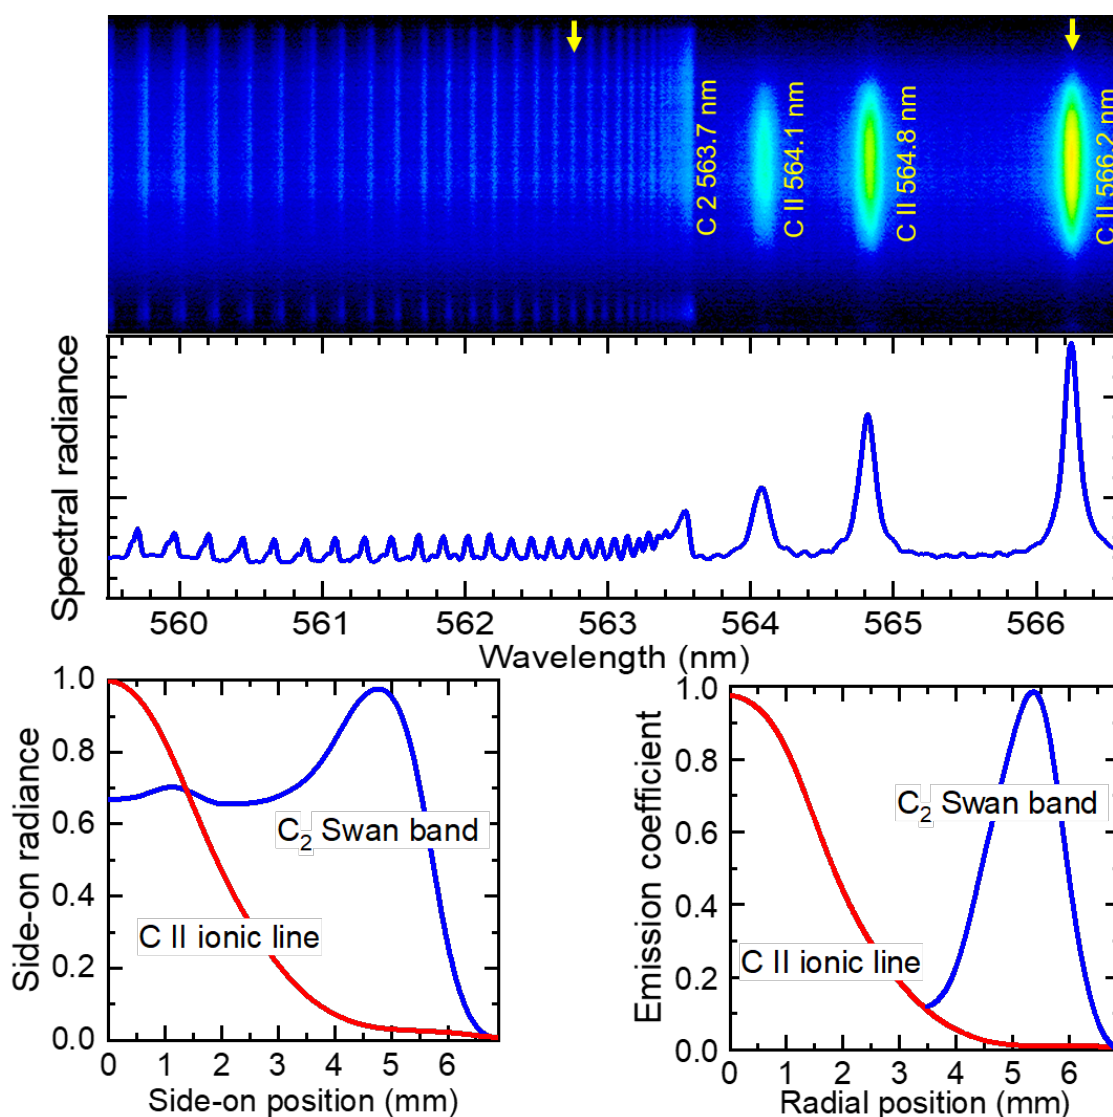 C 2 563.7 nm
C II 564.1 nm
C II 564.8 nm
C II 566.2 nm
Spectral radiance
560 561 562 563 564 565 566
Wavelength (nm)
Side-on radiance
1.0
0.8
0.6
0.4
0.2
0.0
C₂ Swan band
C II ionic line
0 1 2 3 4 5 6
Side-on position (mm)
Emission coefficient
1.0
0.8
0.6
0.4
0.2
0.0
C₂ Swan band
C II ionic line
0 1 2 3 4 5 6
Radial position (mm)